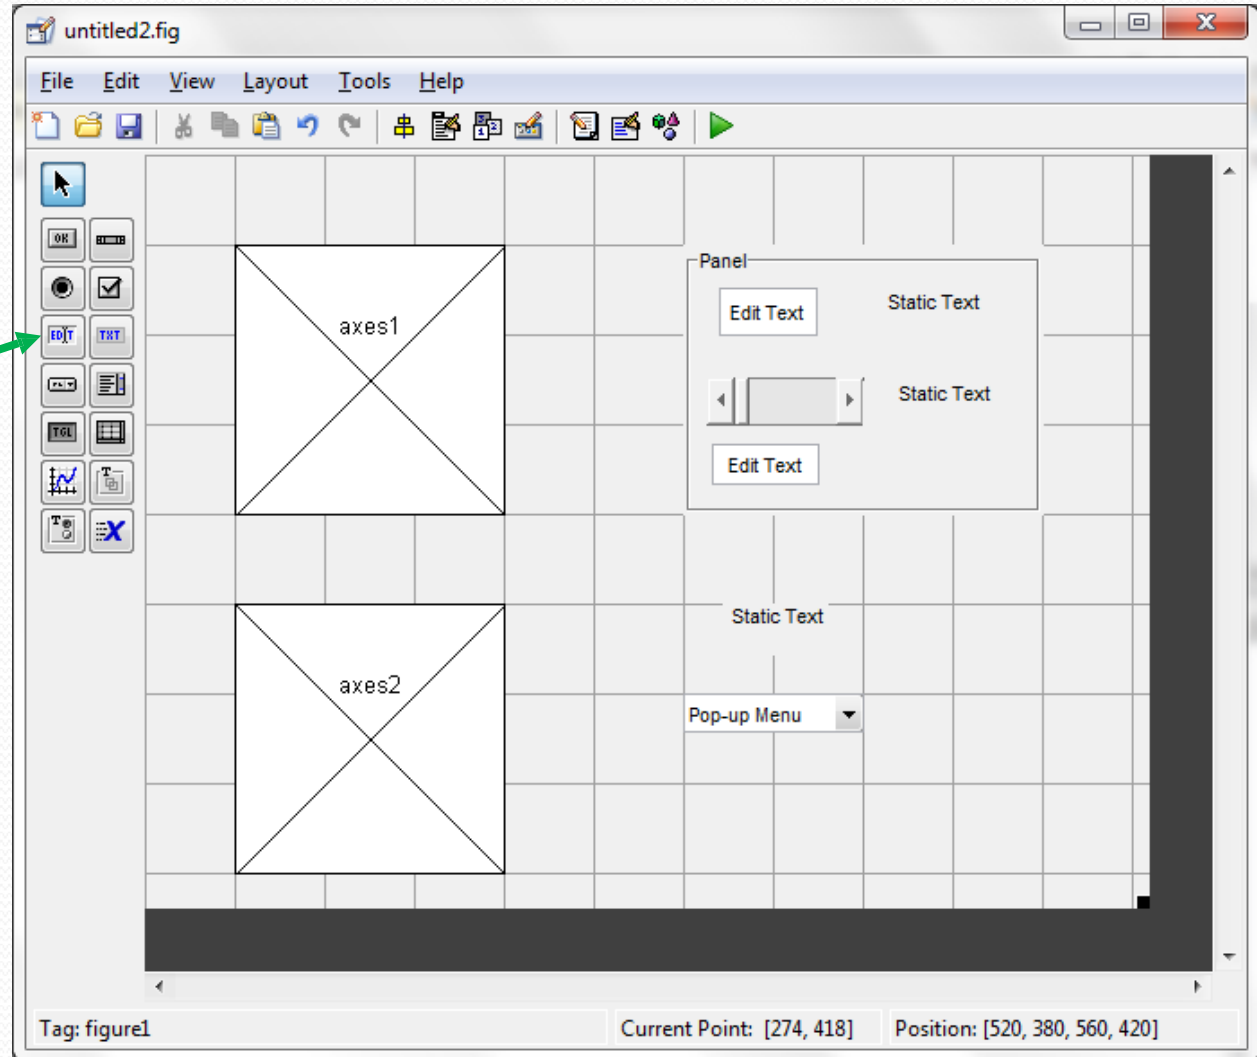 untitled2.fig
File Edit View Layout Tools Help
OK
EDIT TXT
TGL
axes1
Panel
Edit Text Static Text
Static Text
Edit Text
axes2
Static Text
Pop-up Menu
Tag: figure1 Current Point: [274, 418] Position: [520, 380, 560, 420]